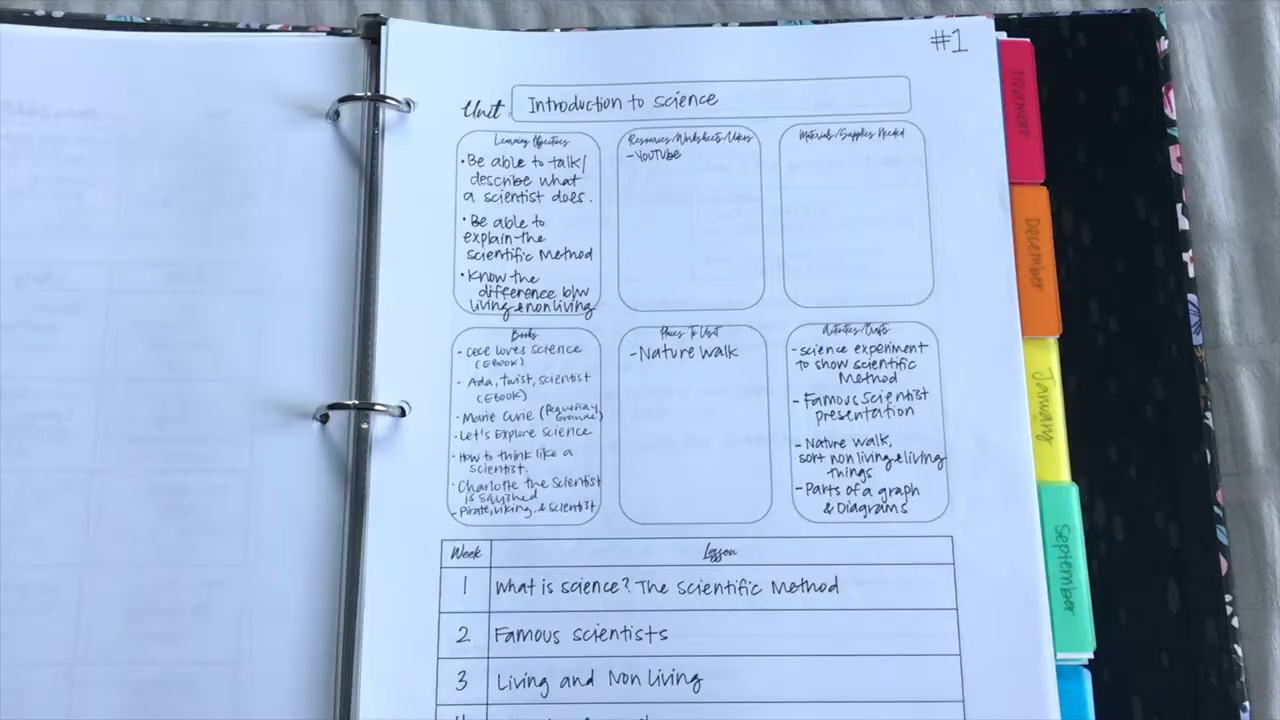 #1
Unit: Introduction to science
Learning Objectives
• Be able to talk/
describe what
a scientist does.
• Be able to
explain the
scientific Method
• Know the
difference b/w
living & non living
Resources/Worksheets/Videos
- YouTube
Materials/Supplies Needed
Books
- Cece loves science
(EBOOK)
- Ada, twist, scientist
(EBOOK)
- Marie Curie (Pequeña y
Grande)
- Let's Explore science
- How to think like a
scientist.
- Charlotte the scientist
is squished
- Pirate, viking, & scientist
Places To Visit
- Nature walk
Activities/Crafts
- science experiment
to show scientific
Method
- Famous Scientist
presentation
- Nature walk,
sort non living & living
things
- Parts of a graph
& Diagrams
Week Lesson
1 What is science? The Scientific Method
2 Famous scientists
3 Living and Non Living
November
December
January
September